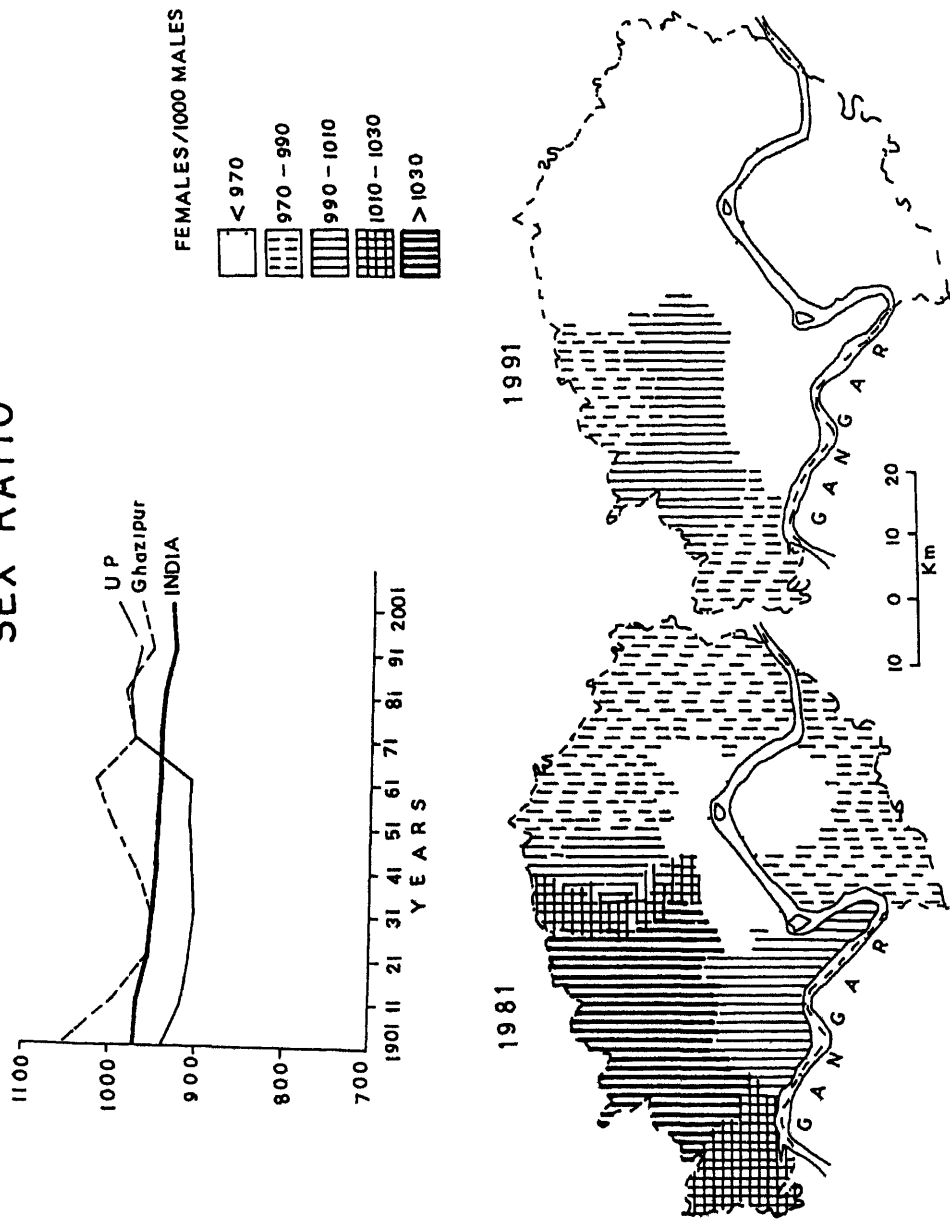 SEX RATIO
1100
1000
900
800
700
UP
Ghazipur
INDIA
1901 11 21 31 41 51 61 71 81 91 2001
YEARS
FEMALES/1000 MALES
< 970
970 - 990
990 - 1010
1010 - 1030
> 1030
1981
GANGA R
1991
GANGA R
10 0 10 20
Km